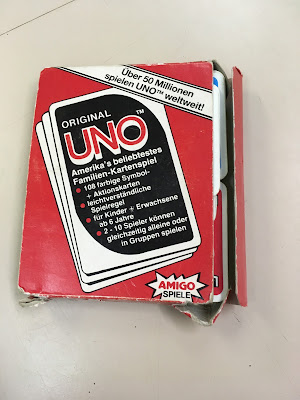 Über 50 Millionen
spielen UNO™ weltweit!
ORIGINAL
UNO™
Amerika's beliebtestes
Familien-Kartenspiel
• 108 farbige Symbol-
+ Aktionskarten
• leichtverständliche
Spielregel
• für Kinder + Erwachsene
ab 6 Jahre
• 2 - 10 Spieler können
gleichzeitig alleine oder
in Gruppen spielen
AMIGO
SPIELE